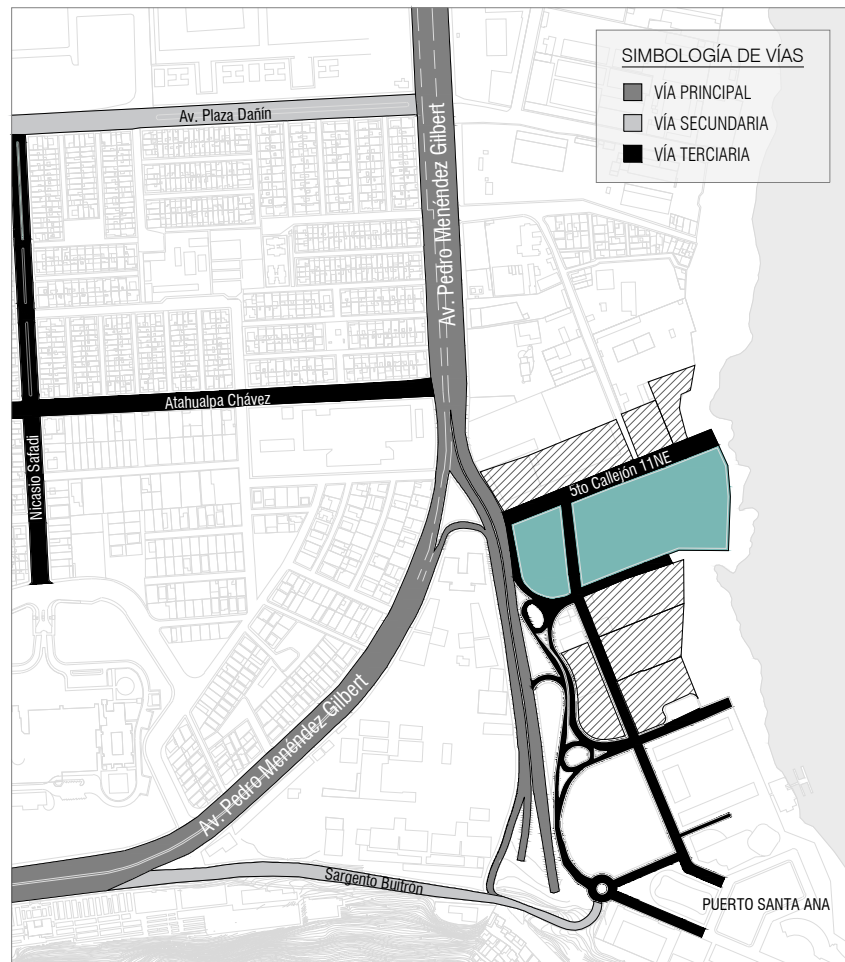 SIMBOLOGÍA DE VÍAS
VÍA PRINCIPAL
VÍA SECUNDARIA
VÍA TERCIARIA
Av. Plaza Dañín
Av. Pedro Menéndez Gilbert
Atahualpa Chávez
Nicasio Safadi
5to Callejón 11NE
Av. Pedro Menéndez Gilbert
Sargento Buitrón
PUERTO SANTA ANA